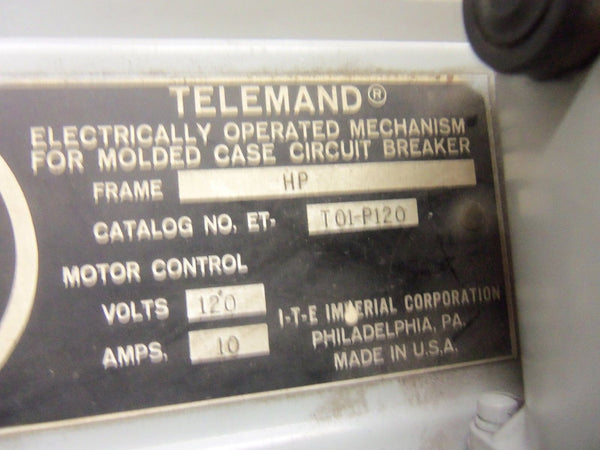 TELEMAND®
ELECTRICALLY OPERATED MECHANISM
FOR MOLDED CASE CIRCUIT BREAKER
FRAME HP
CATALOG NO. ET- T01-P120
MOTOR CONTROL
VOLTS 120
AMPS. 10
I-T-E IMPERIAL CORPORATION
PHILADELPHIA, PA.
MADE IN U.S.A.